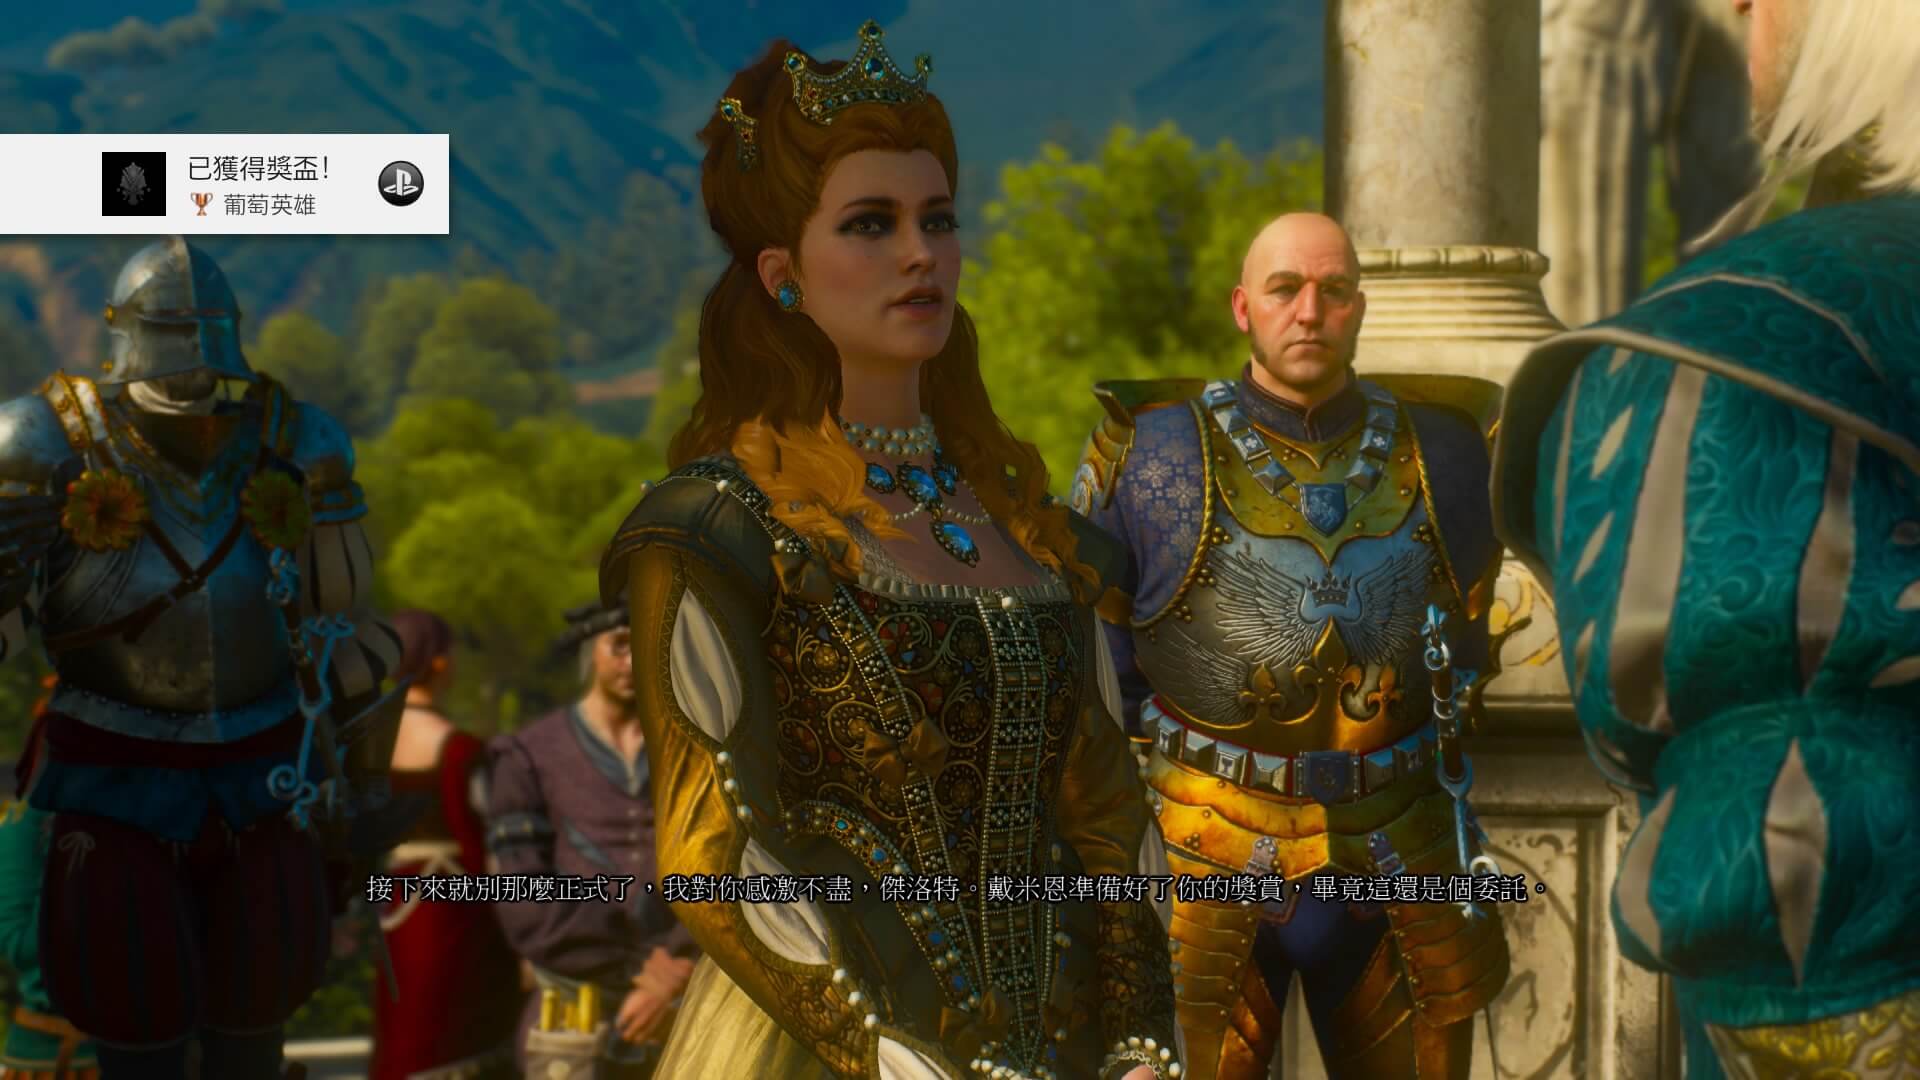 已獲得獎盃！
葡萄英雄
接下來就別那麼正式了，我對你感激不盡，傑洛特。戴米恩準備好了你的獎賞，畢竟這還是個委託。